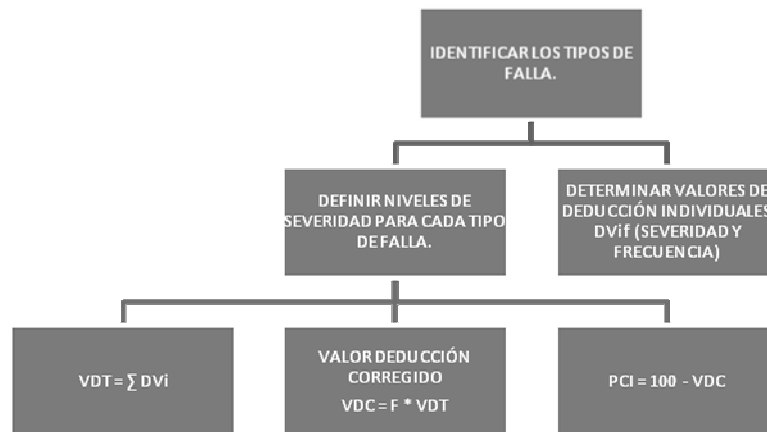 IDENTIFICAR LOS TIPOS DE
FALLA.
DEFINIR NIVELES DE
SEVERIDAD PARA CADA TIPO
DE FALLA.
DETERMINAR VALORES DE
DEDUCCIÓN INDIVIDUALES
DVif (SEVERIDAD Y
FRECUENCIA)
VDT = ∑ DVi
VALOR DEDUCCIÓN
CORREGIDO
VDC = F * VDT
PCI = 100 - VDC